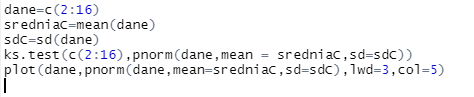 dane=c(2:16)
sredniaC=mean(dane)
sdC=sd(dane)
ks.test(c(2:16),pnorm(dane,mean = sredniaC,sd=sdC))
plot(dane,pnorm(dane,mean=sredniaC,sd=sdC),lwd=3,col=5)